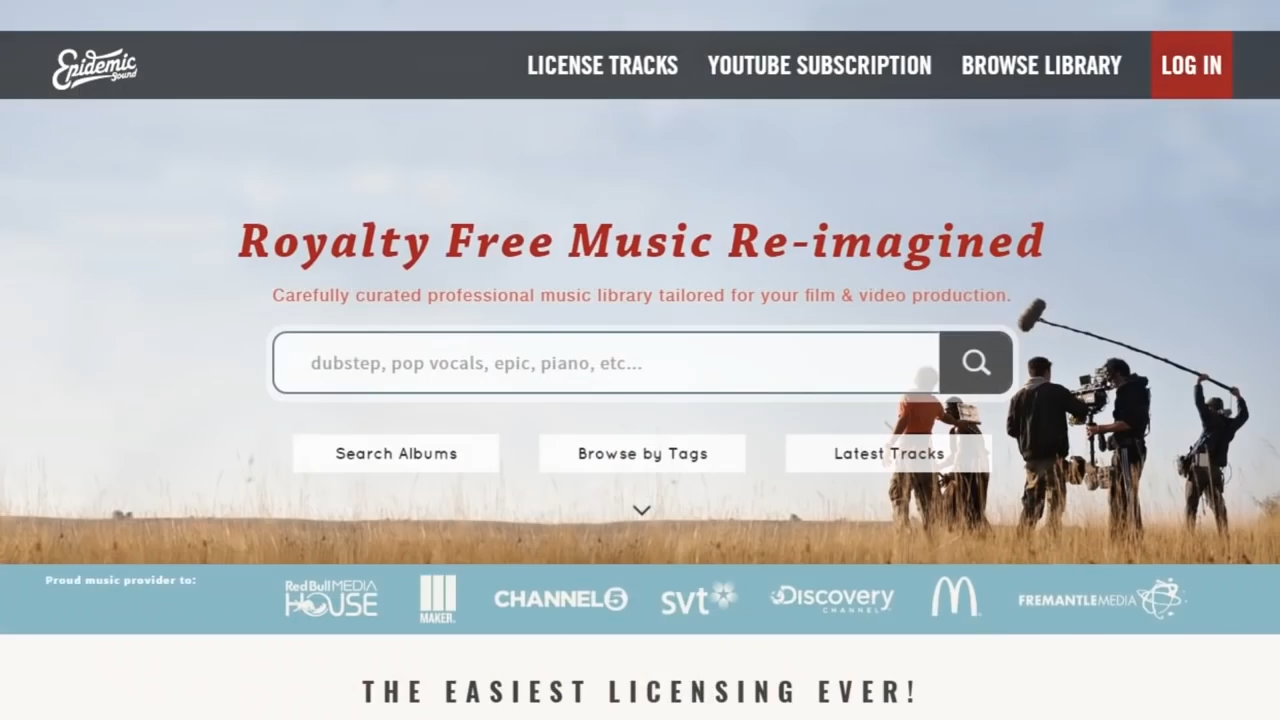 Epidemic Sound
LICENSE TRACKS YOUTUBE SUBSCRIPTION BROWSE LIBRARY LOG IN
Royalty Free Music Re-imagined
Carefully curated professional music library tailored for your film & video production.
dubstep, pop vocals, epic, piano, etc...
Search Albums Browse by Tags Latest Tracks
Proud music provider to:
Red Bull MEDIA HOUSE MAKER. CHANNEL 5 svt Discovery CHANNEL FREMANTLEMEDIA
THE EASIEST LICENSING EVER!